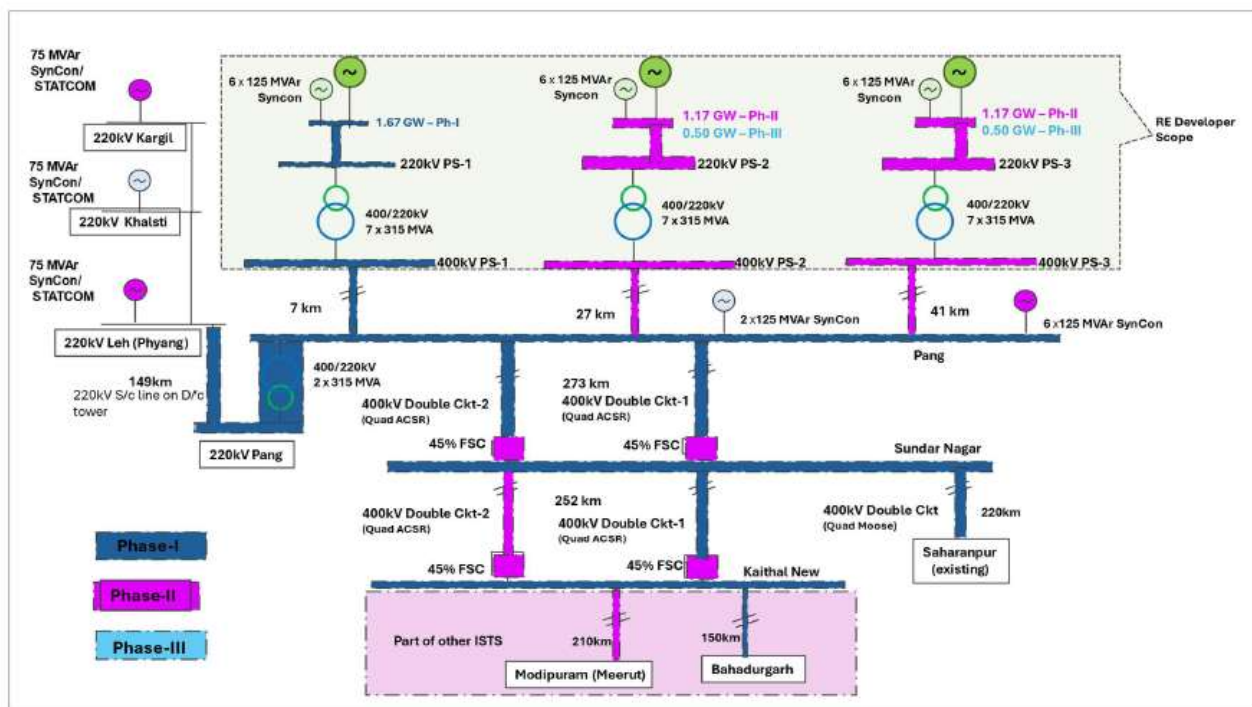 75 MVAr
SynCon/
STATCOM
220kV Kargil
75 MVAr
SynCon/
STATCOM
220kV Khalsti
75 MVAr
SynCon/
STATCOM
220kV Leh (Phyang)
149km
220kV S/c line on D/c
tower
220kV Pang
400/220kV
2 x 315 MVA
6 x 125 MVAr
Syncon
1.67 GW – Ph-I
220kV PS-1
400/220kV
7 x 315 MVA
400kV PS-1
7 km
6 x 125 MVAr
Syncon
1.17 GW – Ph-II
0.50 GW – Ph-III
220kV PS-2
400/220kV
7 x 315 MVA
400kV PS-2
27 km
6 x 125 MVAr
Syncon
1.17 GW – Ph-II
0.50 GW – Ph-III
220kV PS-3
400/220kV
7 x 315 MVA
400kV PS-3
41 km
RE Developer
Scope
2 x125 MVAr SynCon
6 x125 MVAr SynCon
Pang
400kV Double Ckt-2
(Quad ACSR)
273 km
400kV Double Ckt-1
(Quad ACSR)
45% FSC
45% FSC
Sundar Nagar
400kV Double Ckt-2
(Quad ACSR)
252 km
400kV Double Ckt-1
(Quad ACSR)
400kV Double Ckt
(Quad Moose)
220km
Saharanpur
(existing)
45% FSC
45% FSC
Kaithal New
Part of other ISTS
210km
150km
Modipuram (Meerut)
Bahadurgarh
Phase-I
Phase-II
Phase-III